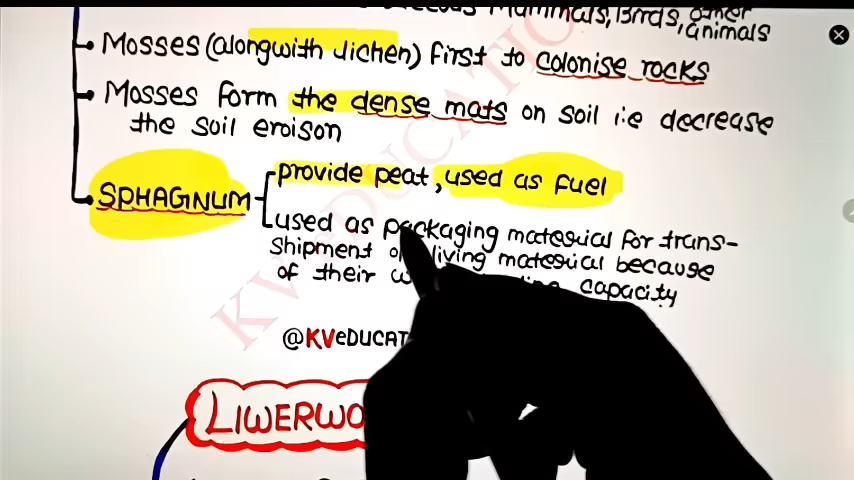 Mammals, Birds, other
animals
Mosses (alongwith lichen) first to colonise rocks
Mosses form the dense mats on soil i.e decrease
the soil eroison
SPHAGNUM
provide peat, used as fuel
used as packaging material for trans-
shipment living material because
of their capacity
@KVEDUCAT
LIWERWO
KV EDUCATIO